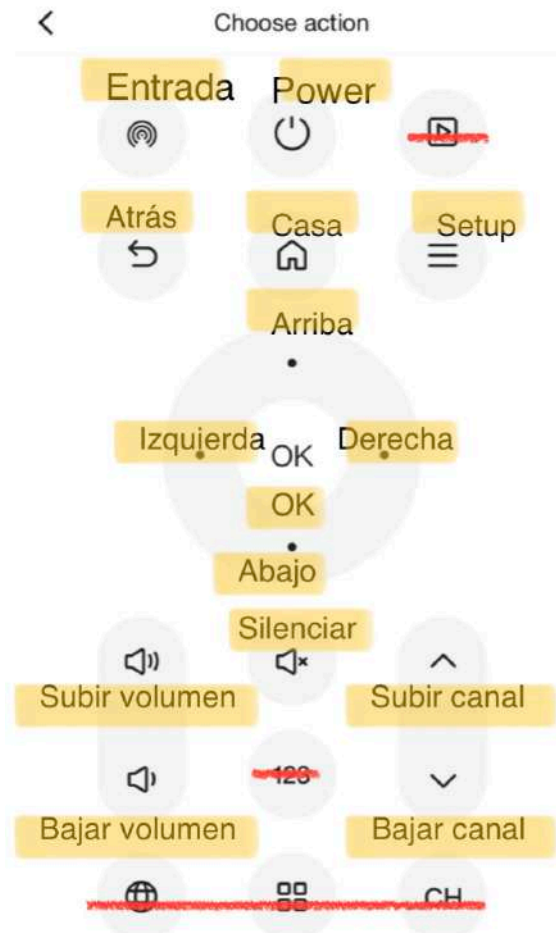 Choose action
Entrada Power
Atrás Casa Setup
Arriba
Izquierda OK Derecha
OK
Abajo
Silenciar
Subir volumen Subir canal
123
Bajar volumen Bajar canal
CH